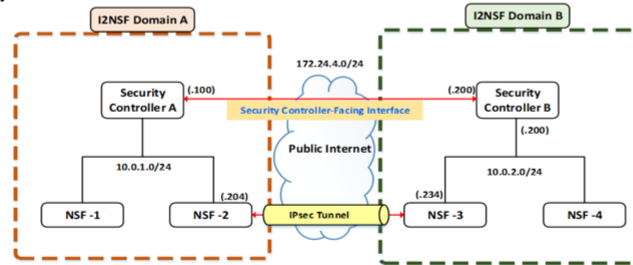 I2NSF Domain A
I2NSF Domain B
172.24.4.0/24
Security
Controller A
(.100)
(.200)
Security
Controller B
Security Controller-Facing Interface
(.200)
Public Internet
10.0.1.0/24
10.0.2.0/24
(.204)
(.234)
NSF -1
NSF -2
IPsec Tunnel
NSF -3
NSF -4